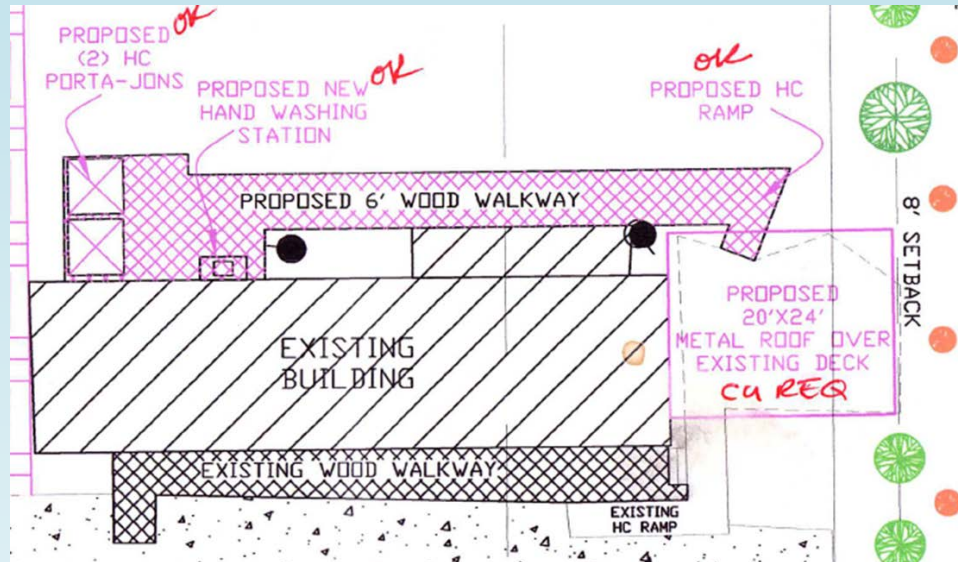 PROPOSED OK
(2) HC
PORTA-JONS
PROPOSED NEW OK
HAND WASHING
STATION
OK
PROPOSED HC
RAMP
PROPOSED 6' WOOD WALKWAY
8' SETBACK
EXISTING
BUILDING
PROPOSED
20'X24'
METAL ROOF OVER
EXISTING DECK
CU REQ
EXISTING WOOD WALKWAY
EXISTING
HC RAMP